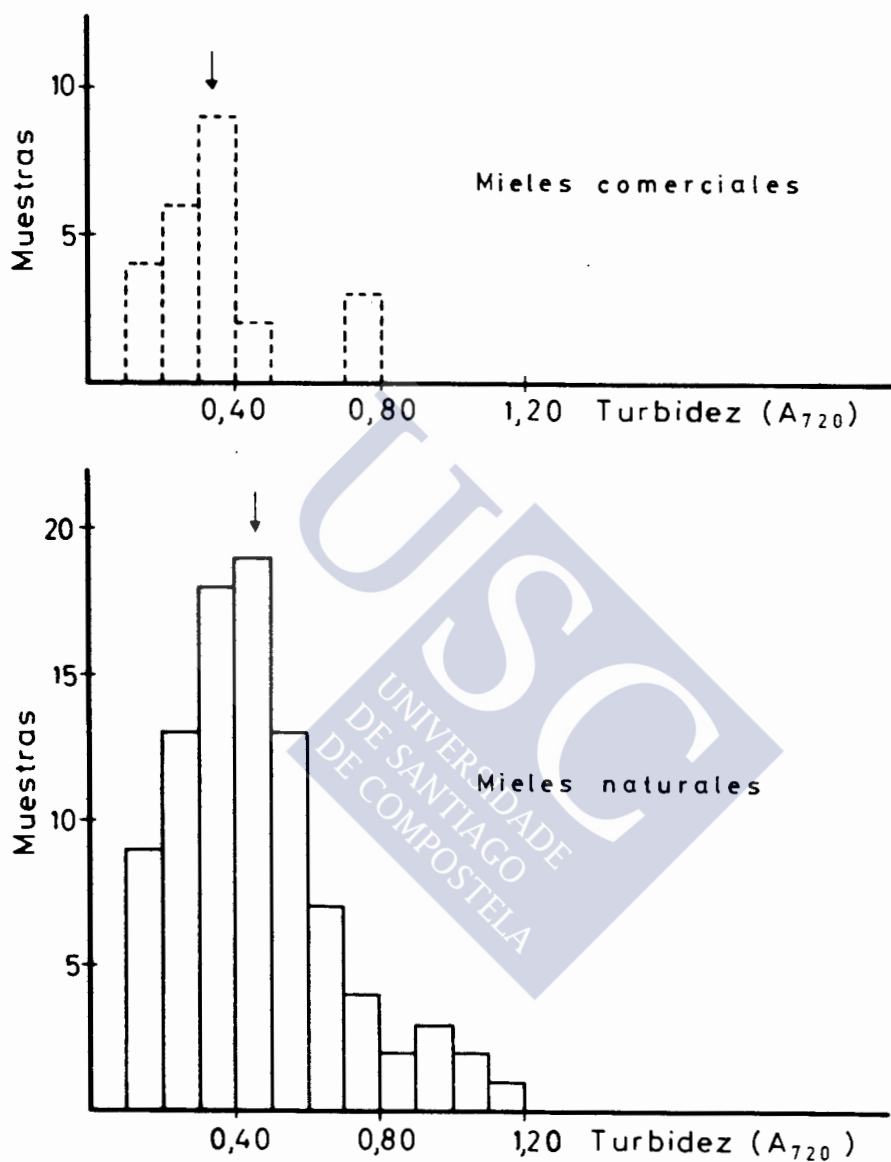 10
5
Muestras
Mieles comerciales
0,40 0,80 1,20 Turbidez (A720)
20
15
10
5
Muestras
Mieles naturales
0,40 0,80 1,20 Turbidez (A720)
USC
UNIVERSIDADE
DE SANTIAGO
DE COMPOSTELA